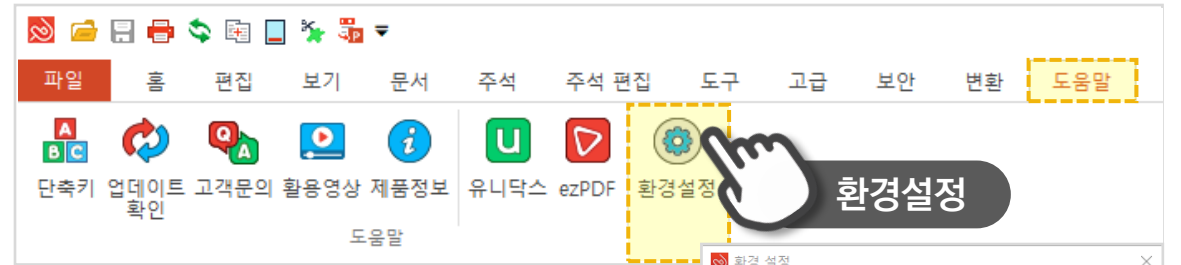 파일 홈 편집 보기 문서 주석 주석 편집 도구 고급 보안 변환 도움말
단축키 업데이트 확인 고객문의 활용영상 제품정보 유니닥스 ezPDF 환경설정
환경설정
도움말
환경 설정